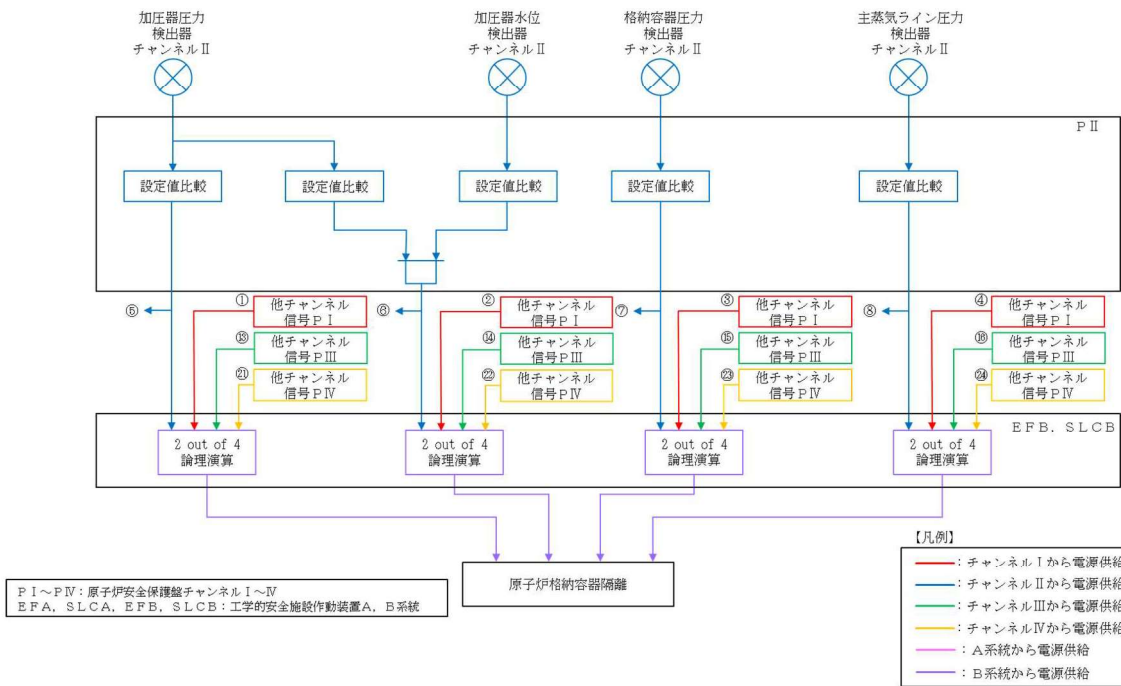 加圧器圧力
検出器
チャンネルⅡ
加圧器水位
検出器
チャンネルⅡ
格納容器圧力
検出器
チャンネルⅡ
主蒸気ライン圧力
検出器
チャンネルⅡ
PⅡ
設定値比較
設定値比較
設定値比較
設定値比較
設定値比較
⑤
①
他チャンネル
信号PⅠ
⑬
他チャンネル
信号PⅢ
㉑
他チャンネル
信号PⅣ
⑥
②
他チャンネル
信号PⅠ
⑭
他チャンネル
信号PⅢ
㉒
他チャンネル
信号PⅣ
⑦
③
他チャンネル
信号PⅠ
⑮
他チャンネル
信号PⅢ
㉓
他チャンネル
信号PⅣ
⑧
④
他チャンネル
信号PⅠ
⑯
他チャンネル
信号PⅢ
㉔
他チャンネル
信号PⅣ
EFB,SLCB
2 out of 4
論理演算
2 out of 4
論理演算
2 out of 4
論理演算
2 out of 4
論理演算
原子炉格納容器隔離
PⅠ～PⅣ:原子炉安全保護盤チャンネルⅠ～Ⅳ
EFA,SLCA,EFB,SLCB:工学的安全施設作動装置A,B系統
【凡例】
:チャンネルⅠから電源供給
:チャンネルⅡから電源供給
:チャンネルⅢから電源供給
:チャンネルⅣから電源供給
:A系統から電源供給
:B系統から電源供給